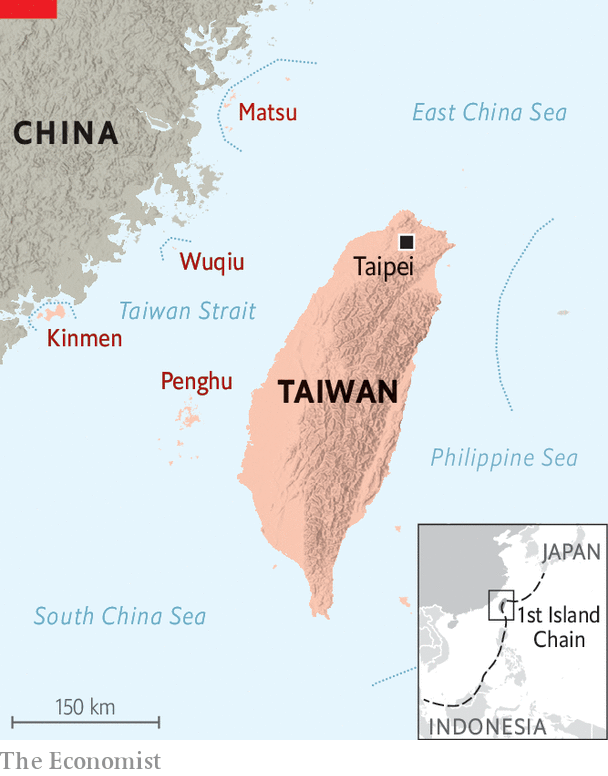 Matsu
East China Sea
CHINA
Wuqiu
Taipei
Taiwan Strait
Kinmen
Penghu
TAIWAN
Philippine Sea
South China Sea
JAPAN
1st Island
Chain
INDONESIA
150 km
The Economist